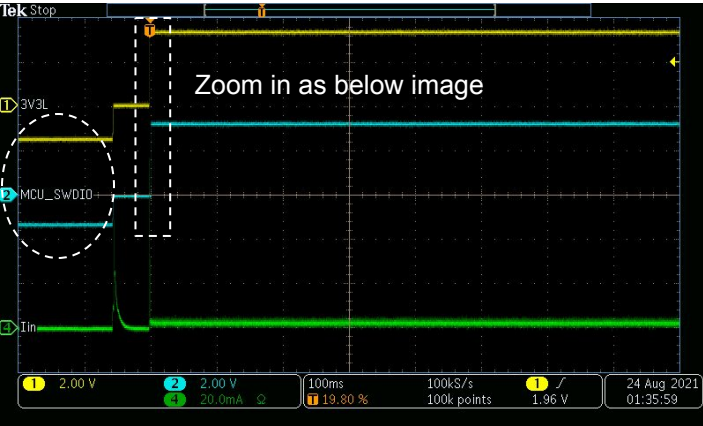 Tek Stop
T
T
Zoom in as below image
1 3V3L
2 MCU_SWDIO
4 Iin
1 2.00 V 2 2.00 V 100ms 100kS/s 1 24 Aug 2021
4 20.0mA Ω T 19.80 % 100k points 1.96 V 01:35:59